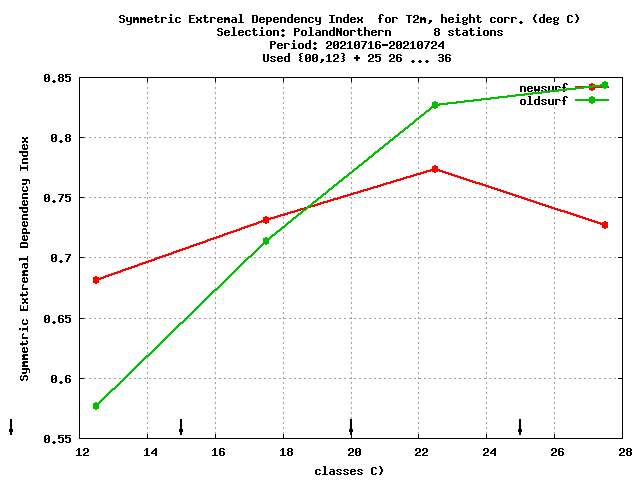 Symmetric Extremal Dependency Index  for T2m, height corr. (deg C)
Selection: PolandNorthern      8 stations
Period: 20210716-20210724
Used {00,12} + 25 26 ... 36
Symmetric Extremal Dependency Index
0.85
0.8
0.75
0.7
0.65
0.6
0.55
newsurf
oldsurf
12 14 16 18 20 22 24 26 28
classes C)